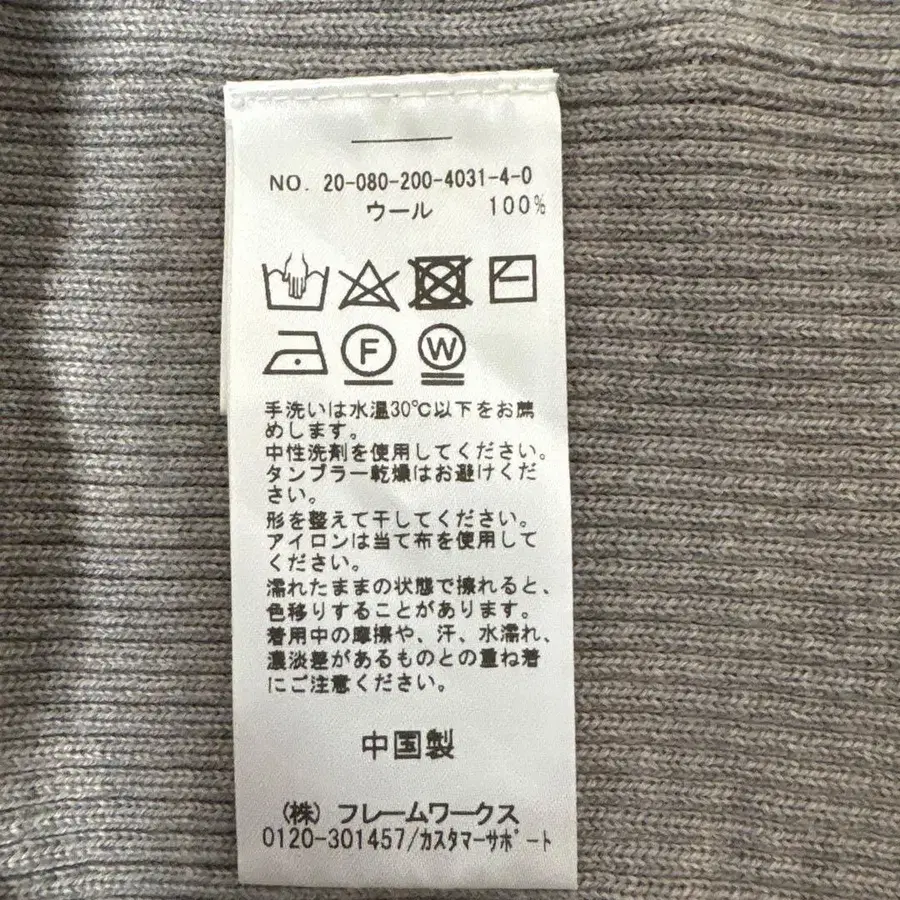 NO. 20-080-200-4031-4-0
ウール 100%
F W
手洗いは水温30℃以下をお薦
めします。
中性洗剤を使用してください。
タンブラー乾燥はお避けくだ
さい。
形を整えて干してください。
アイロンは当て布を使用して
ください。
濡れたままの状態で擦れると、
色移りすることがあります。
着用中の摩擦や、汗、水濡れ、
濃淡差があるものとの重ね着
にご注意ください。
中国製
(株) フレームワークス
0120-301457/カスタマーサポート